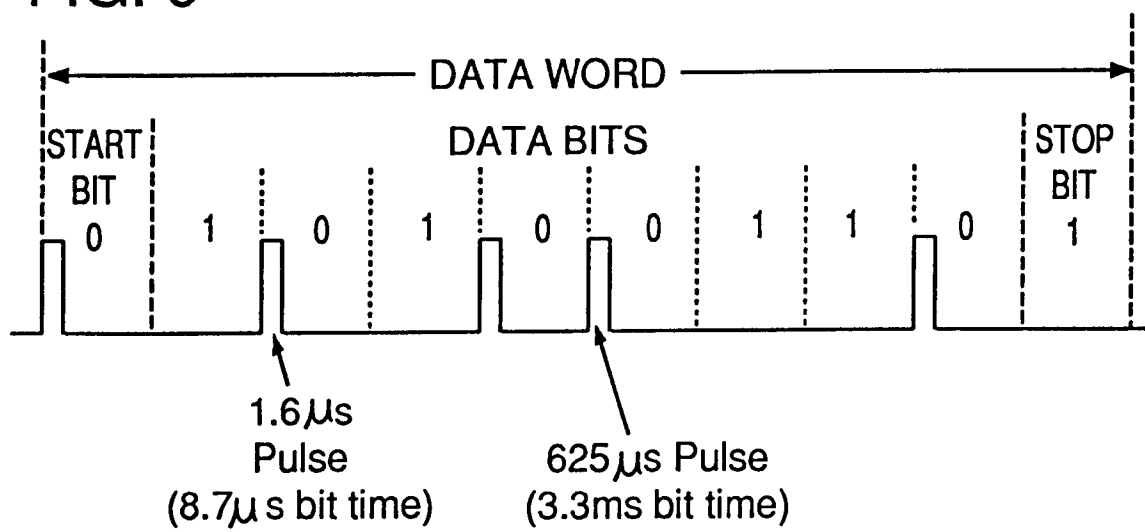 DATA WORD
START BIT
DATA BITS
STOP BIT
0 1 0 1 0 0 1 1 0 1
1.6μs
Pulse
(8.7μs bit time)
625μs Pulse
(3.3ms bit time)